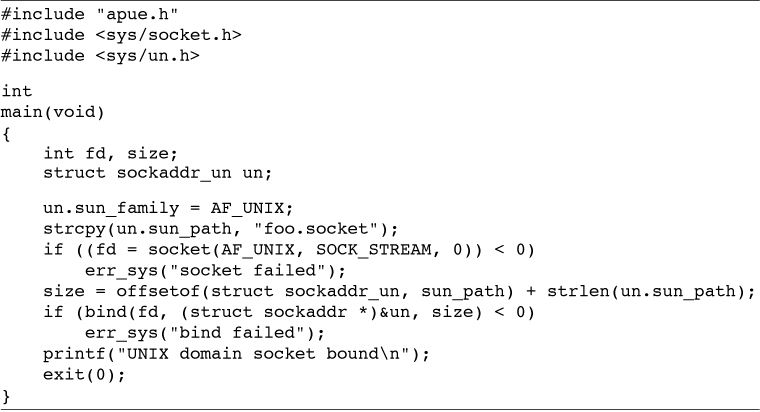 #include "apue.h"
#include <sys/socket.h>
#include <sys/un.h>
int
main(void)
{
    int fd, size;
    struct sockaddr_un un;
    un.sun_family = AF_UNIX;
    strcpy(un.sun_path, "foo.socket");
    if ((fd = socket(AF_UNIX, SOCK_STREAM, 0)) < 0)
        err_sys("socket failed");
    size = offsetof(struct sockaddr_un, sun_path) + strlen(un.sun_path);
    if (bind(fd, (struct sockaddr *)&un, size) < 0)
        err_sys("bind failed");
    printf("UNIX domain socket bound\n");
    exit(0);
}